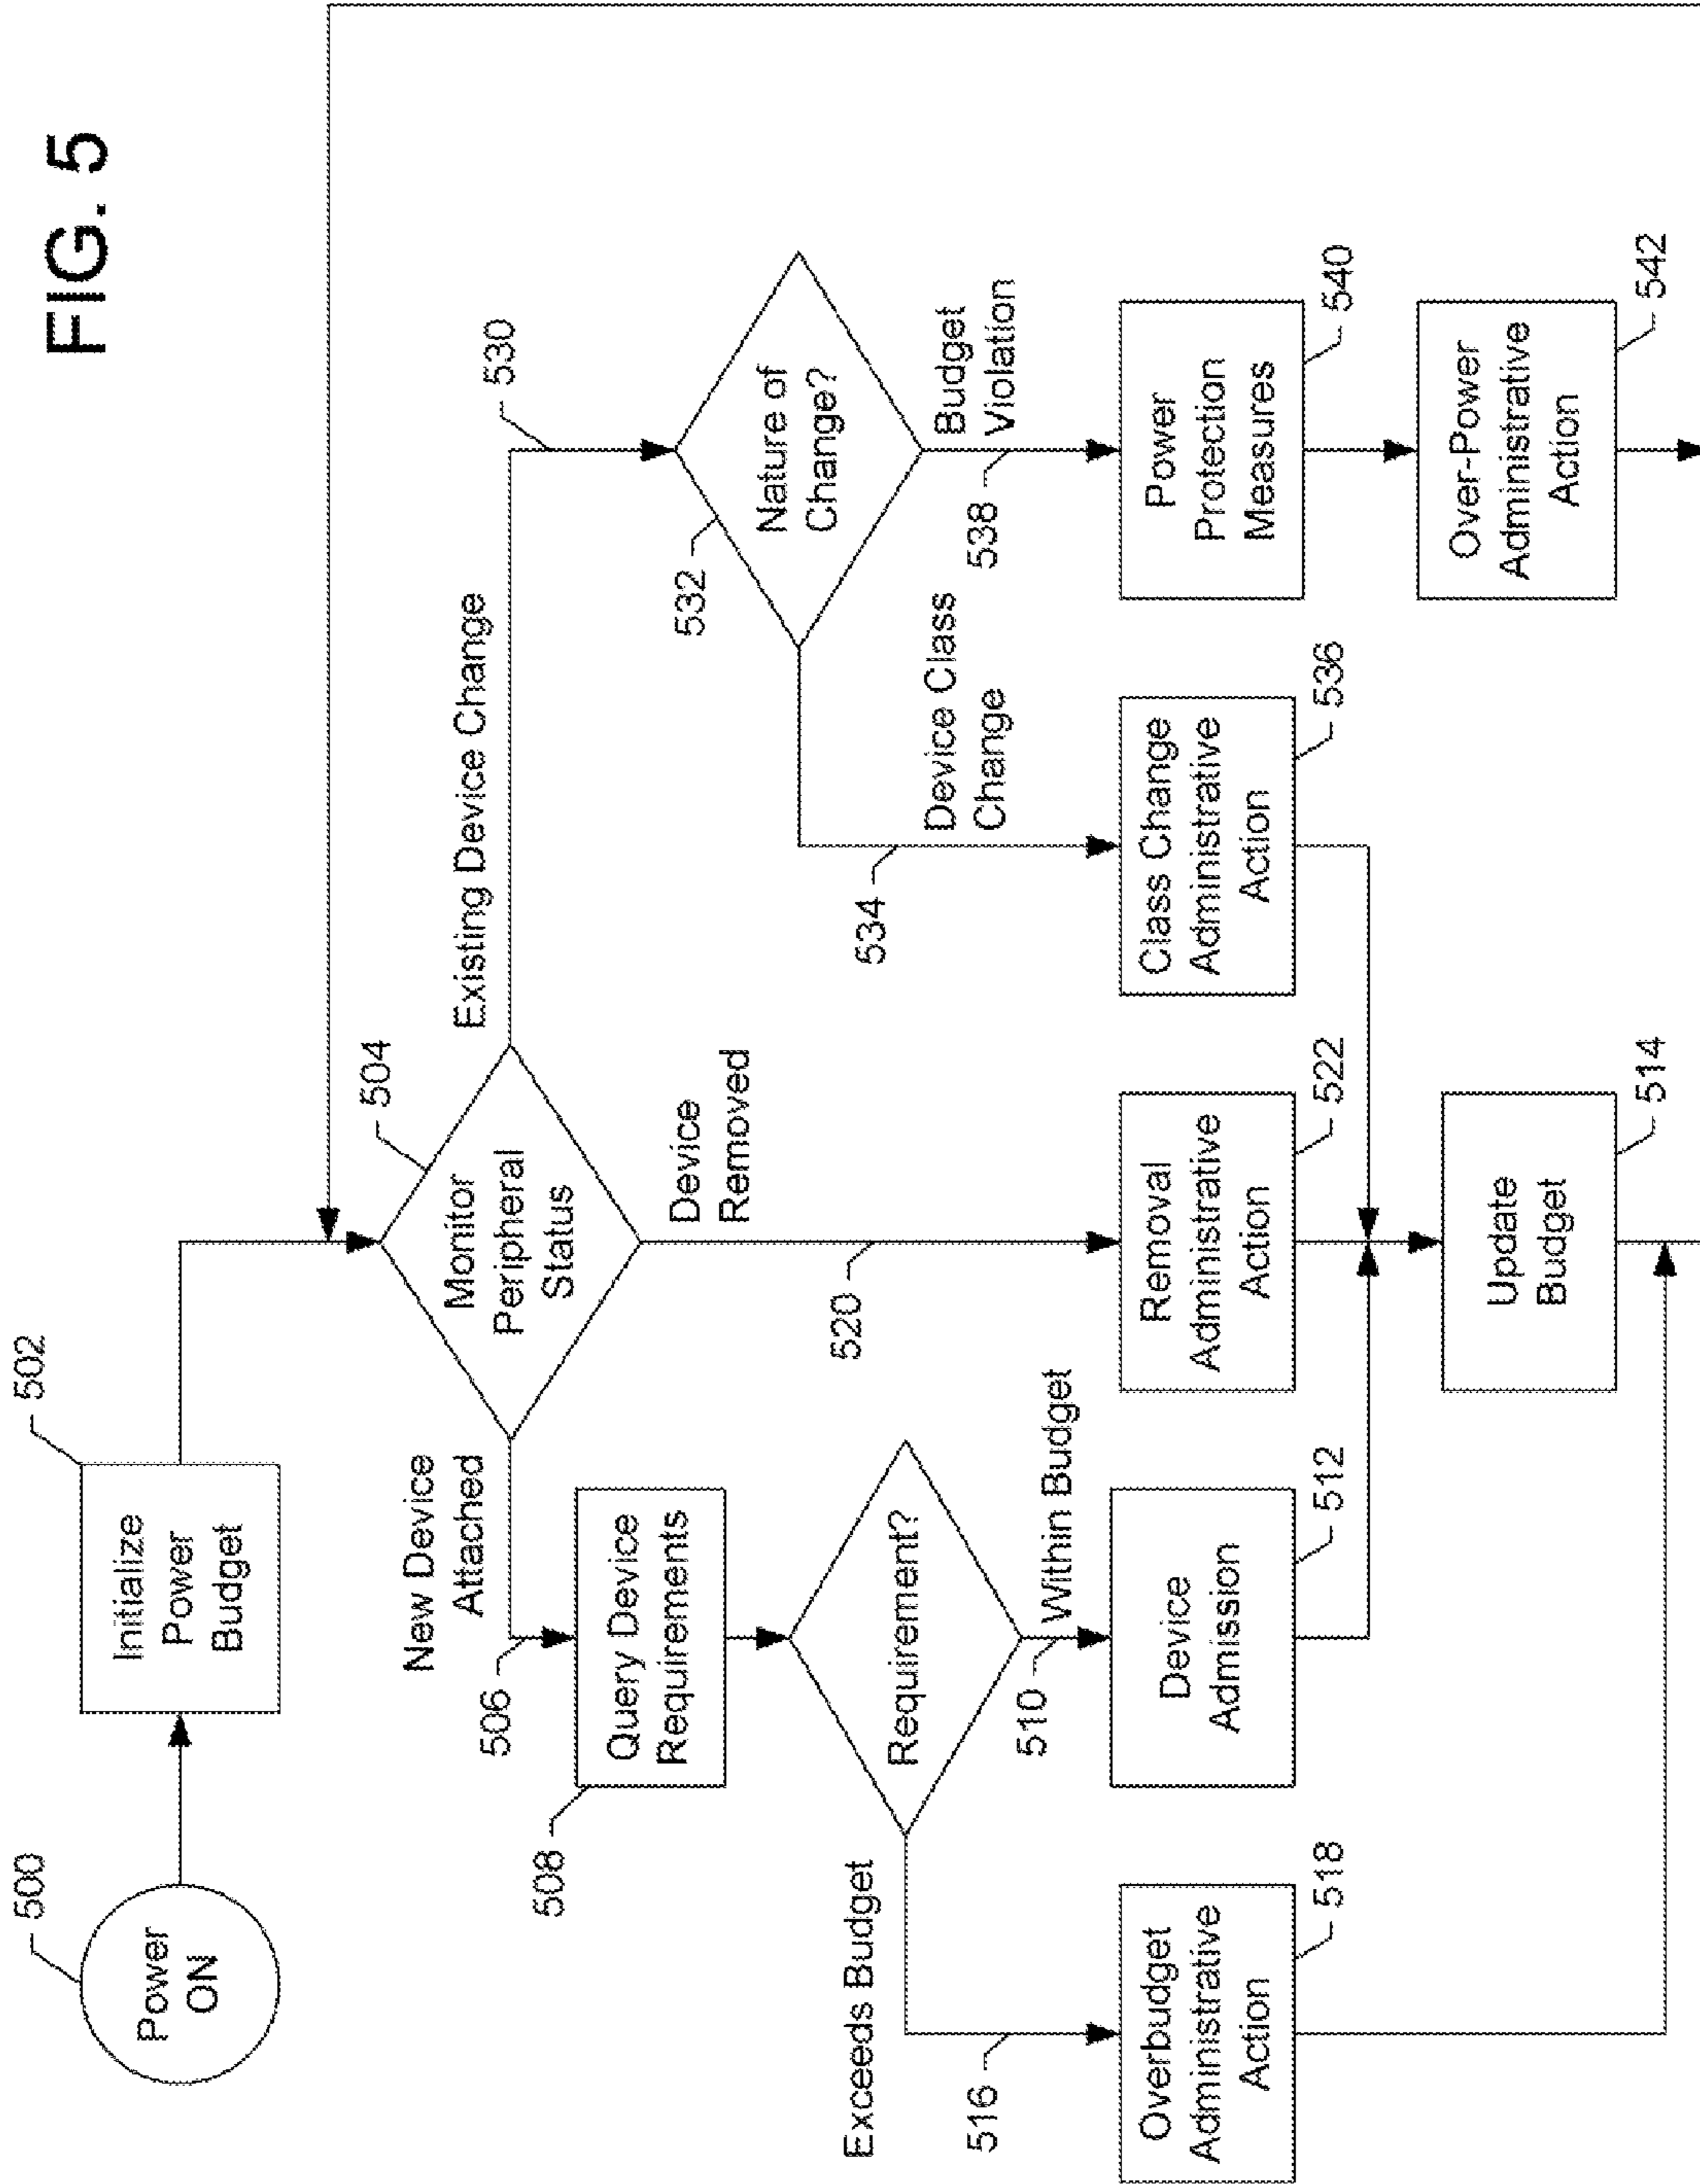 FIG. 5
500
Power
ON
502
Initialize
Power
Budget
504
Monitor
Peripheral
Status
New Device
Attached
506
Device
Removed
520
Existing Device Change
530
508
Query Device
Requirements
Requirement?
Exceeds Budget
516
510
Within Budget
532
Nature of
Change?
534
Device Class
Change
538
Budget
Violation
Overbudget
Administrative
Action
518
Device
Admission
512
Removal
Administrative
Action
522
Class Change
Administrative
Action
536
Power
Protection
Measures
540
Update
Budget
514
Over-Power
Administrative
Action
542